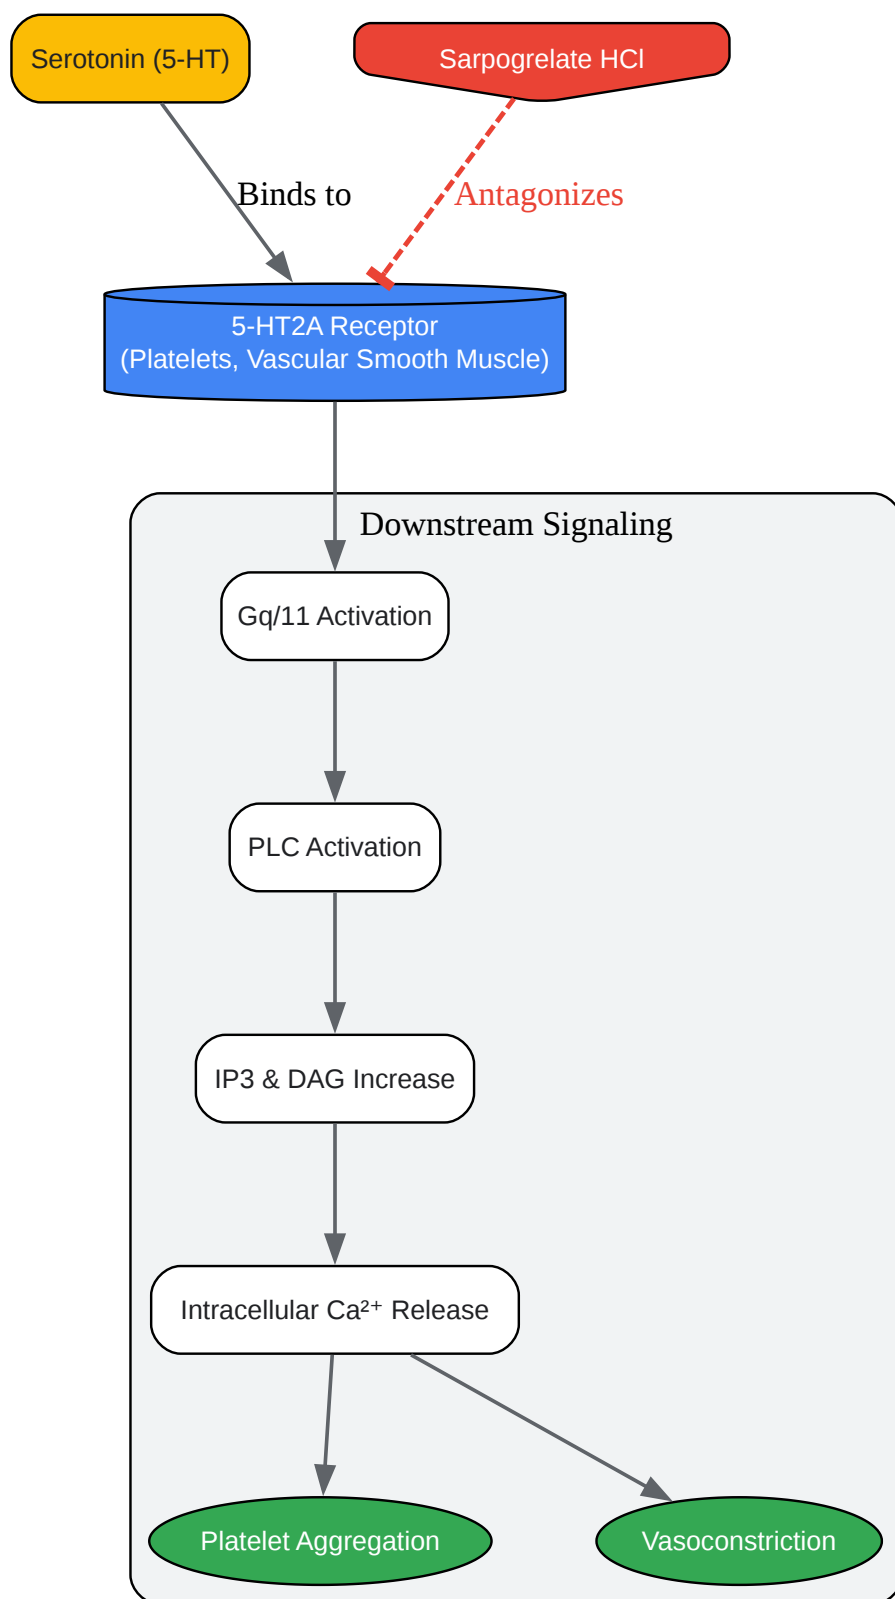 Serotonin (5-HT)
Sarpogrelate HCl
Binds to
Antagonizes
5-HT2A Receptor
(Platelets, Vascular Smooth Muscle)
Downstream Signaling
Gq/11 Activation
PLC Activation
IP3 & DAG Increase
Intracellular Ca²⁺ Release
Platelet Aggregation
Vasoconstriction